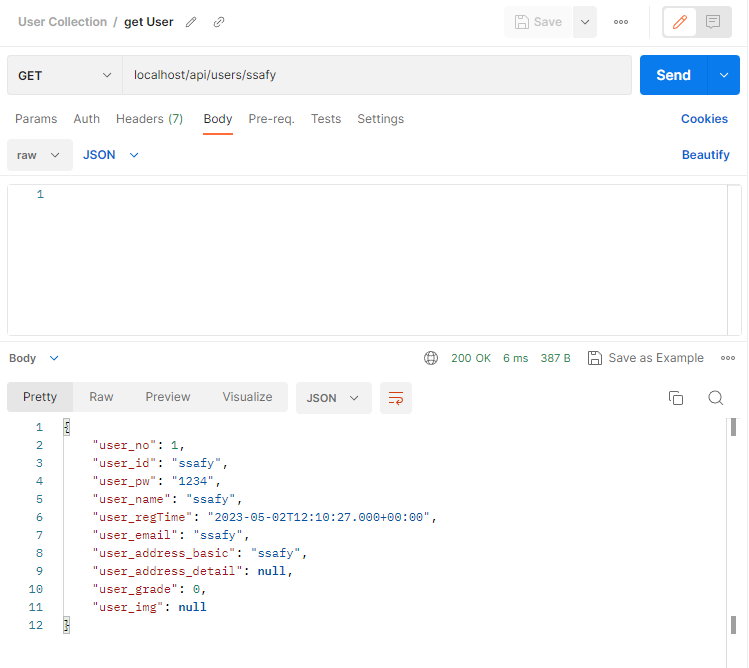 User Collection / get User Save
GET localhost/api/users/ssafy Send
Params Auth Headers (7) Body Pre-req. Tests Settings Cookies
raw JSON Beautify
1
Body 200 OK 6 ms 387 B Save as Example
Pretty Raw Preview Visualize JSON
1 {
2 "user_no": 1,
3 "user_id": "ssafy",
4 "user_pw": "1234",
5 "user_name": "ssafy",
6 "user_regTime": "2023-05-02T12:10:27.000+00:00",
7 "user_email": "ssafy",
8 "user_address_basic": "ssafy",
9 "user_address_detail": null,
10 "user_grade": 0,
11 "user_img": null
12 }